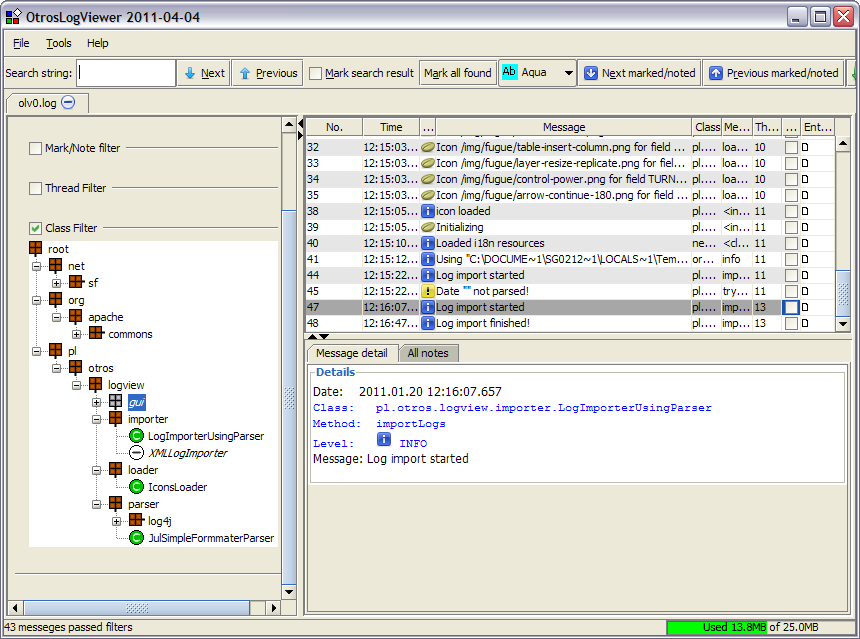 OtrosLogViewer 2011-04-04
File Tools Help
Search string: Next Previous Mark search result Mark all found Ab Aqua Next marked/noted Previous marked/noted
olv0.log
Mark/Note filter
Thread Filter
Class Filter
root
net
sf
org
apache
commons
pl
otros
logview
gui
importer
LogImporterUsingParser
XMLLogImporter
loader
IconsLoader
parser
log4j
JulSimpleFormmaterParser
No. Time ... Message Class Me... Th... ... Ent...
32 12:15:03... Icon /img/fugue/table-insert-column.png for field ... pl.... loa... 10 D
33 12:15:03... Icon /img/fugue/layer-resize-replicate.png for fiel... pl.... loa... 10 D
34 12:15:03... Icon /img/fugue/control-power.png for field TURN... pl.... loa... 10 D
35 12:15:03... Icon /img/fugue/arrow-continue-180.png for field ... pl.... loa... 10 D
38 12:15:05... icon loaded pl.... <in... 11 D
39 12:15:05... Initializing pl.... <in... 11 D
40 12:15:10... Loaded i18n resources ne... <cl... 11 D
41 12:15:12... Using "C:\DOCUME~1\SG0212~1\LOCALS~1\Tem... or... info 11 D
44 12:15:22... Log import started pl.... imp... 11 D
45 12:15:22... Date "" not parsed! pl.... try... 11 D
47 12:16:07... Log import started pl.... imp... 13 D
48 12:16:47... Log import finished! pl.... imp... 13 D
Message detail All notes
Details
Date: 2011.01.20 12:16:07.657
Class: pl.otros.logview.importer.LogImporterUsingParser
Method: importLogs
Level: INFO
Message: Log import started
43 messeges passed filters
Used 13.8MB of 25.0MB